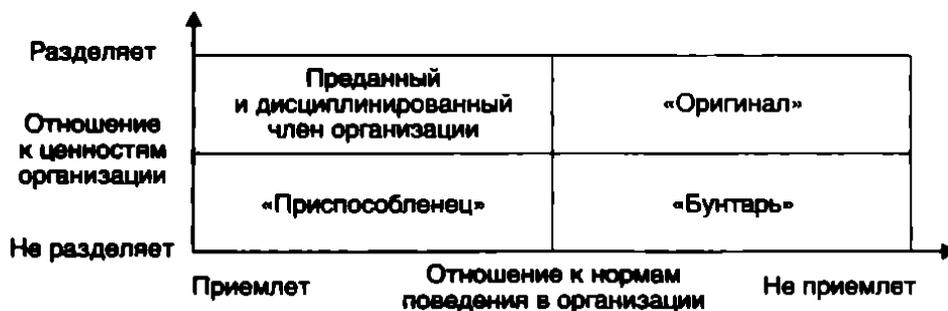 Разделяет
Преданный
и дисциплинированный
член организации
«Оригинал»
Отношение
к ценностям
организации
«Приспособленец»
«Бунтарь»
Не разделяет
Приемлет
Отношение к нормам
поведения в организации
Не приемлет